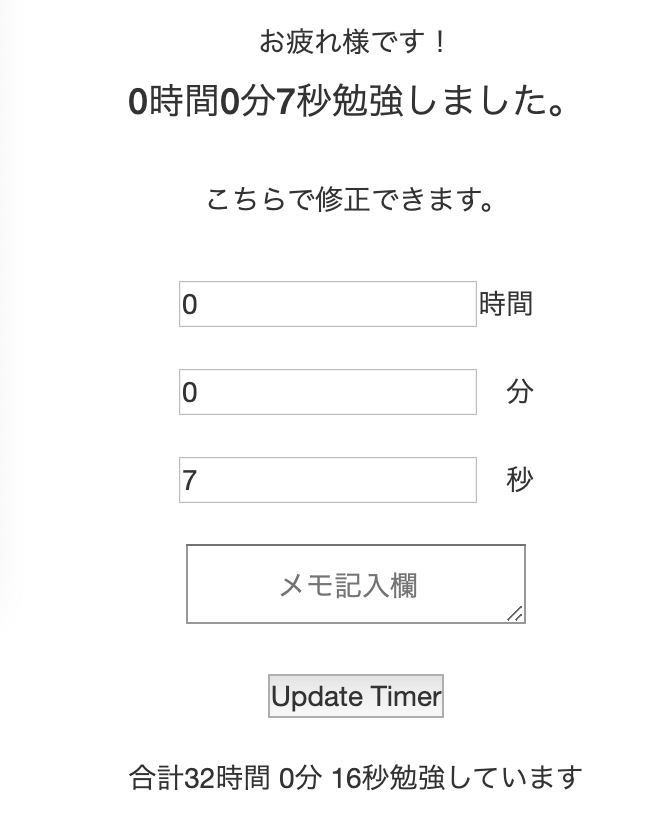 お疲れ様です！
0時間0分7秒勉強しました。
こちらで修正できます。
0時間
0 分
7 秒
メモ記入欄
Update Timer
合計32時間 0分 16秒勉強しています